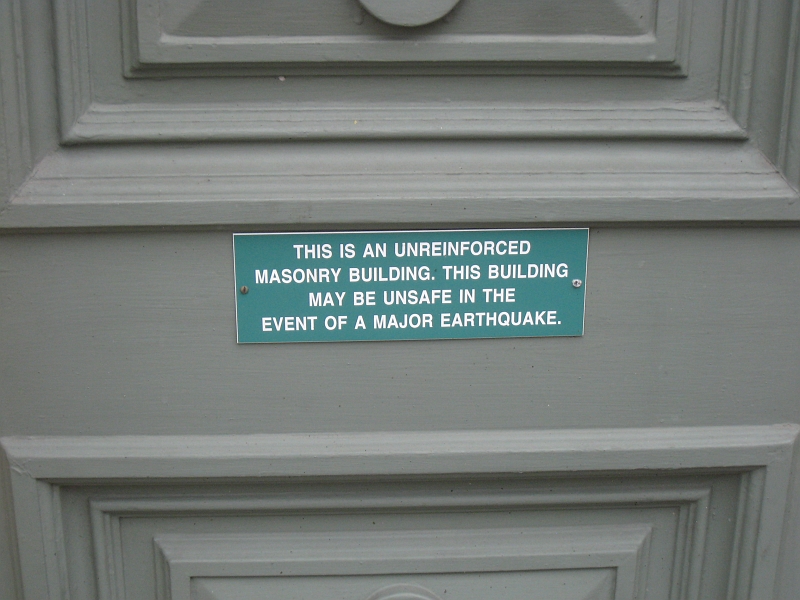 THIS IS AN UNREINFORCED
MASONRY BUILDING. THIS BUILDING
MAY BE UNSAFE IN THE
EVENT OF A MAJOR EARTHQUAKE.